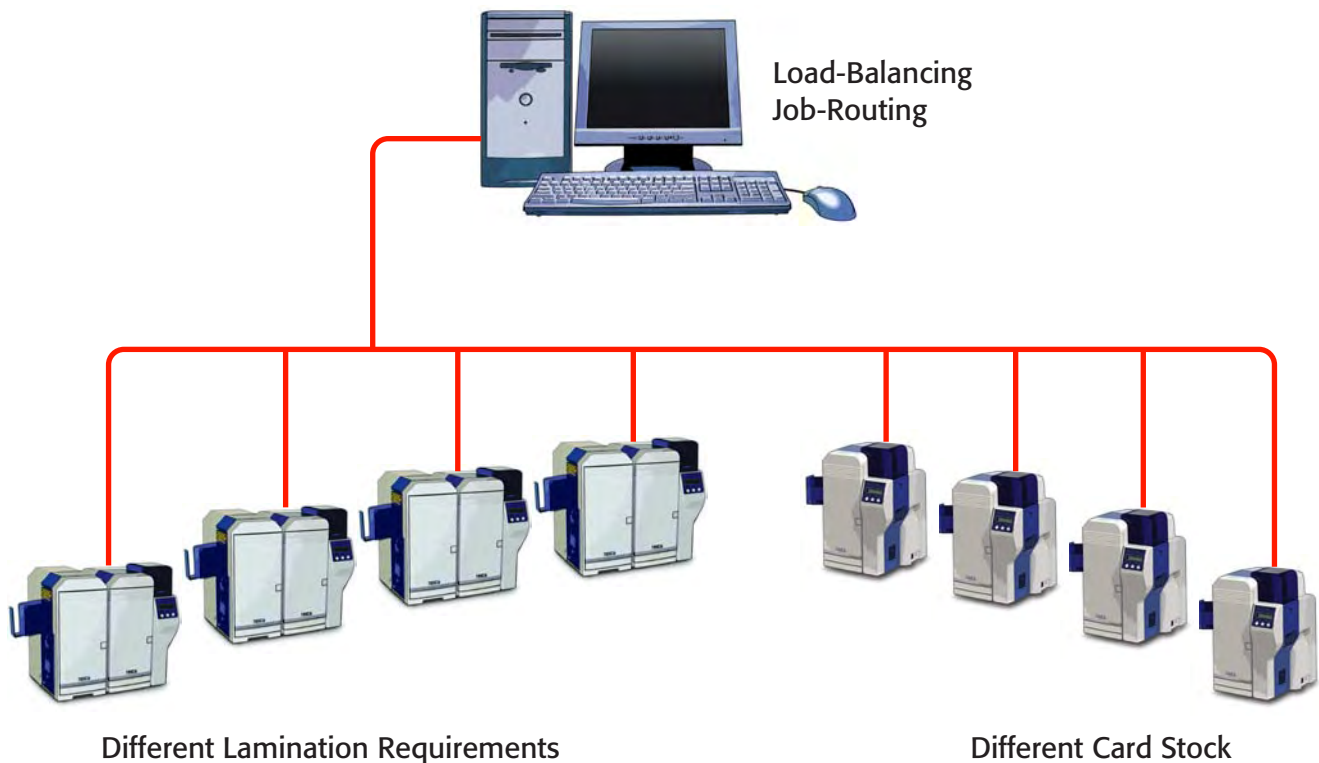 Load-Balancing
Job-Routing
Different Lamination Requirements
Different Card Stock